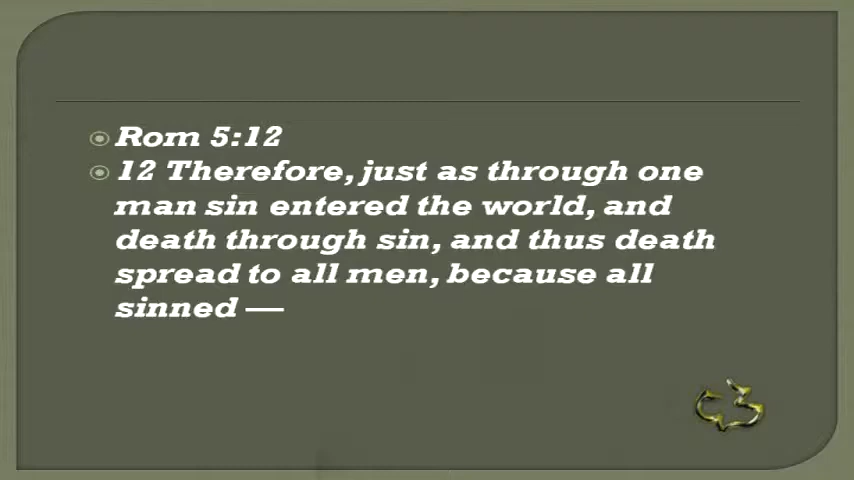 Rom 5:12
12 Therefore, just as through one
man sin entered the world, and
death through sin, and thus death
spread to all men, because all
sinned —
C3